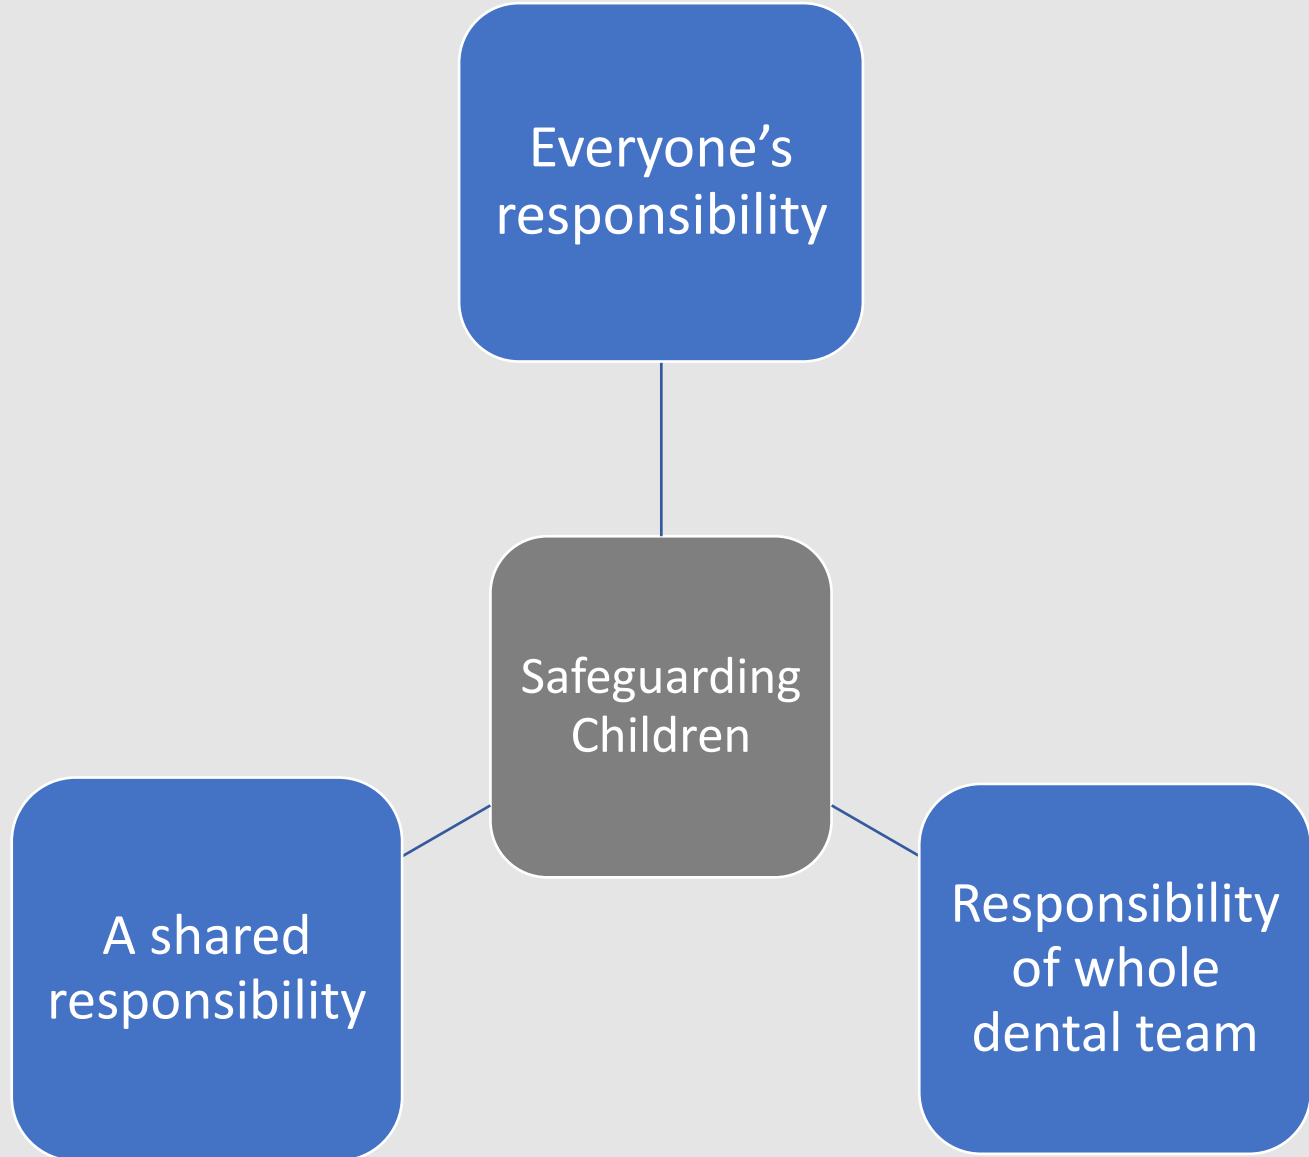 Everyone’s
responsibility
Safeguarding
Children
A shared
responsibility
Responsibility
of whole
dental team